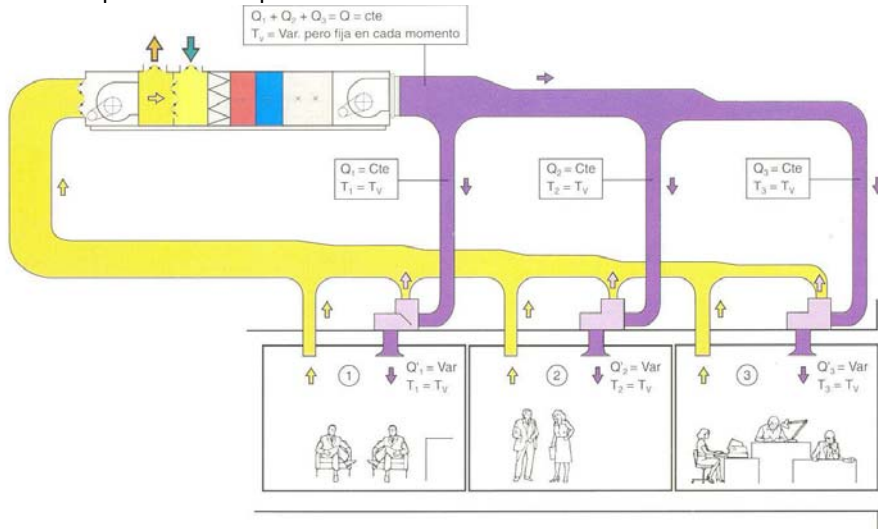 Q₁ + Q₂ + Q₃ = Q = cte
Tᵥ = Var. pero fija en cada momento
Q₁ = Cte
T₁ = Tᵥ
Q₂ = Cte
T₂ = Tᵥ
Q₃ = Cte
T₃ = Tᵥ
1
Q'₁ = Var
T₁ = Tᵥ
2
Q'₂ = Var
T₂ = Tᵥ
3
Q'₃ = Var
T₃ = Tᵥ